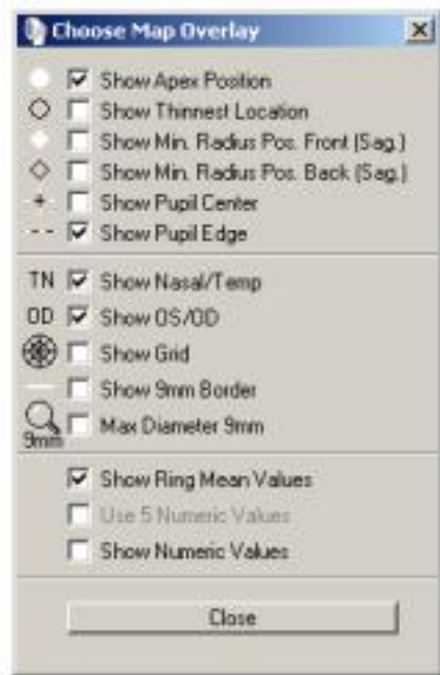 Choose Map Overlay
Show Apex Position
Show Thinnest Location
Show Min. Radius Pos. Front (Sag.)
Show Min. Radius Pos. Back (Sag.)
Show Pupil Center
Show Pupil Edge
TN Show Nasal/Temp
OD Show OS/OD
Show Grid
Show 9mm Border
9mm Max Diameter 9mm
Show Ring Mean Values
Use 5 Numeric Values
Show Numeric Values
Close